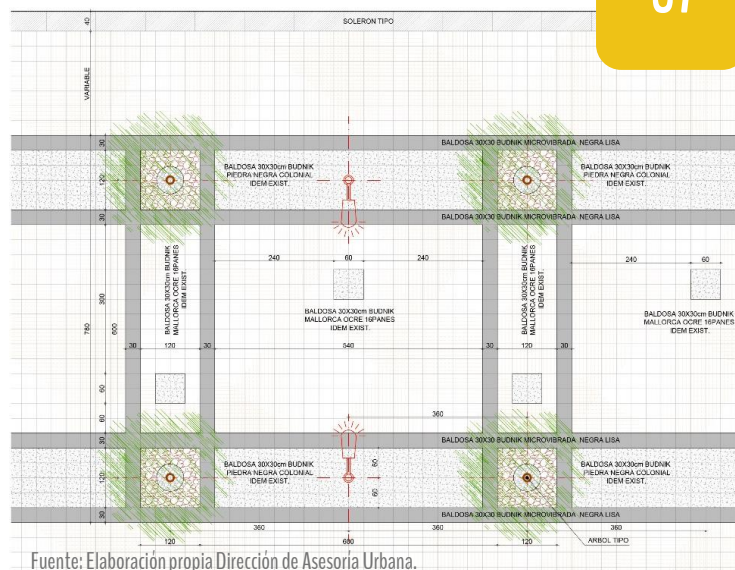 67
40
SOLERON TIPO
VARIABLE
30
BALDOSA 30X30cm BUDNIK MICROVIBRADA NEGRA LISA
120
BALDOSA 30X30cm BUDNIK
PIEDRA NEGRA COLONIAL
IDEM EXIST.
BALDOSA 30X30cm BUDNIK
PIEDRA NEGRA COLONIAL
IDEM EXIST.
30
BALDOSA 30X30 BUDNIK MICROVIBRADA NEGRA LISA
BALDOSA 30X30cm BUDNIK
MALLORCA OCRE 16PANES
IDEM EXIST.
240
60
240
BALDOSA 30X30cm BUDNIK
MALLORCA OCRE 16PANES
IDEM EXIST.
240
60
300
780
600
BALDOSA 30X30cm BUDNIK
MALLORCA OCRE 16PANES
IDEM EXIST.
BALDOSA 30X30cm BUDNIK
MALLORCA OCRE 16PANES
IDEM EXIST.
30
120
30
540
30
120
30
60
60
360
BALDOSA 30X30 BUDNIK MICROVIBRADA NEGRA LISA
120
BALDOSA 30X30cm BUDNIK
PIEDRA NEGRA COLONIAL
IDEM EXIST.
60
60
BALDOSA 30X30cm BUDNIK
PIEDRA NEGRA COLONIAL
IDEM EXIST.
30
BALDOSA 30X30 BUDNIK MICROVIBRADA NEGRA LISA
360
360
360
120
600
120
ARBOL TIPO
Fuente: Elaboración propia Dirección de Asesoría Urbana.